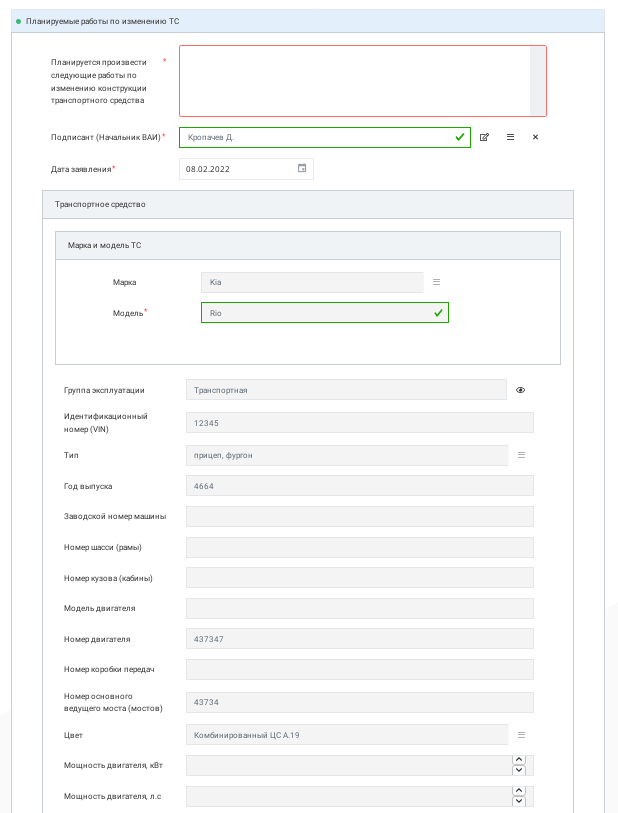 Планируемые работы по изменению ТС
Планируется произвести *
следующие работы по
изменению конструкции
транспортного средства
Подписант (Начальник ВАИ)* Кропачев Д.
Дата заявления* 08.02.2022
Транспортное средство
Марка и модель ТС
Марка Kia
Модель* Rio
Группа эксплуатации Транспортная
Идентификационный
номер (VIN) 12345
Тип прицеп, фургон
Год выпуска 4664
Заводской номер машины
Номер шасси (рамы)
Номер кузова (кабины)
Модель двигателя
Номер двигателя 437347
Номер коробки передач
Номер основного
ведущего моста (мостов) 43734
Цвет Комбинированный ЦС А.19
Мощность двигателя, кВт
Мощность двигателя, л.с